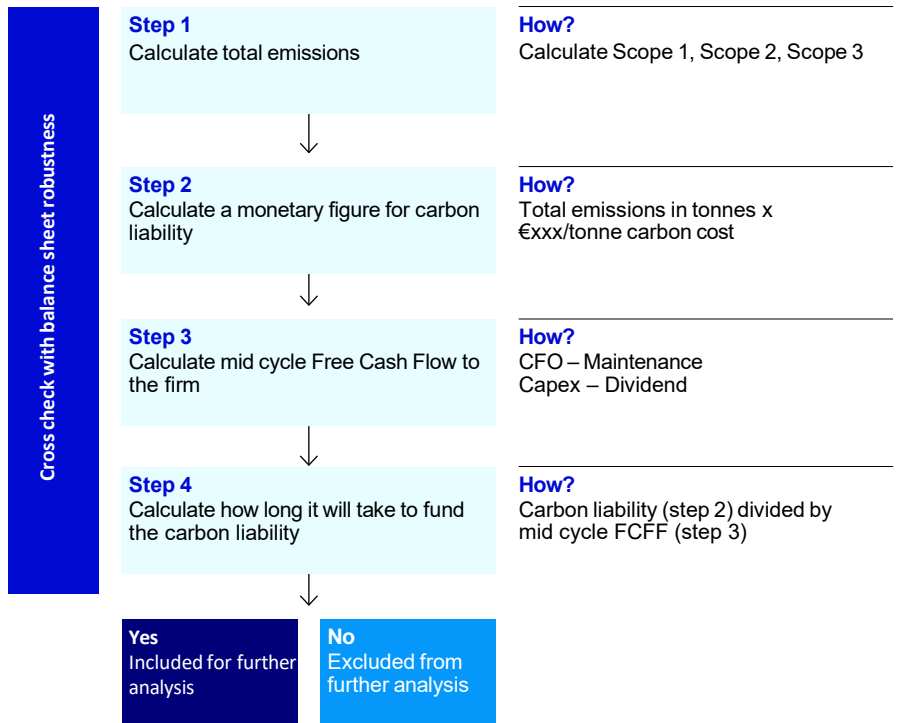 Cross check with balance sheet robustness
Step 1
Calculate total emissions
How?
Calculate Scope 1, Scope 2, Scope 3
Step 2
Calculate a monetary figure for carbon
liability
How?
Total emissions in tonnes x
€xxx/tonne carbon cost
Step 3
Calculate mid cycle Free Cash Flow to
the firm
How?
CFO – Maintenance
Capex – Dividend
Step 4
Calculate how long it will take to fund
the carbon liability
How?
Carbon liability (step 2) divided by
mid cycle FCFF (step 3)
Yes
Included for further
analysis
No
Excluded from
further analysis